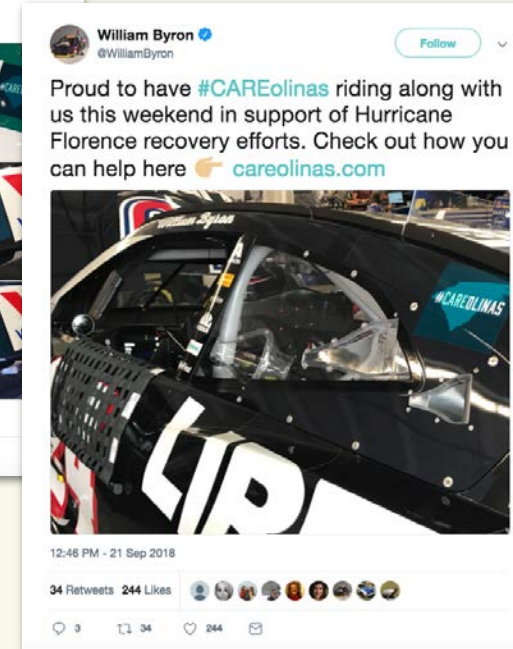 William Byron
@WilliamByron
Follow
Proud to have #CAREolinas riding along with
us this weekend in support of Hurricane
Florence recovery efforts. Check out how you
can help here 👉🏼 careolinas.com
William Byron
#CAREOLINAS
LIBE
12:46 PM - 21 Sep 2018
34 Retweets 244 Likes
3 34 244